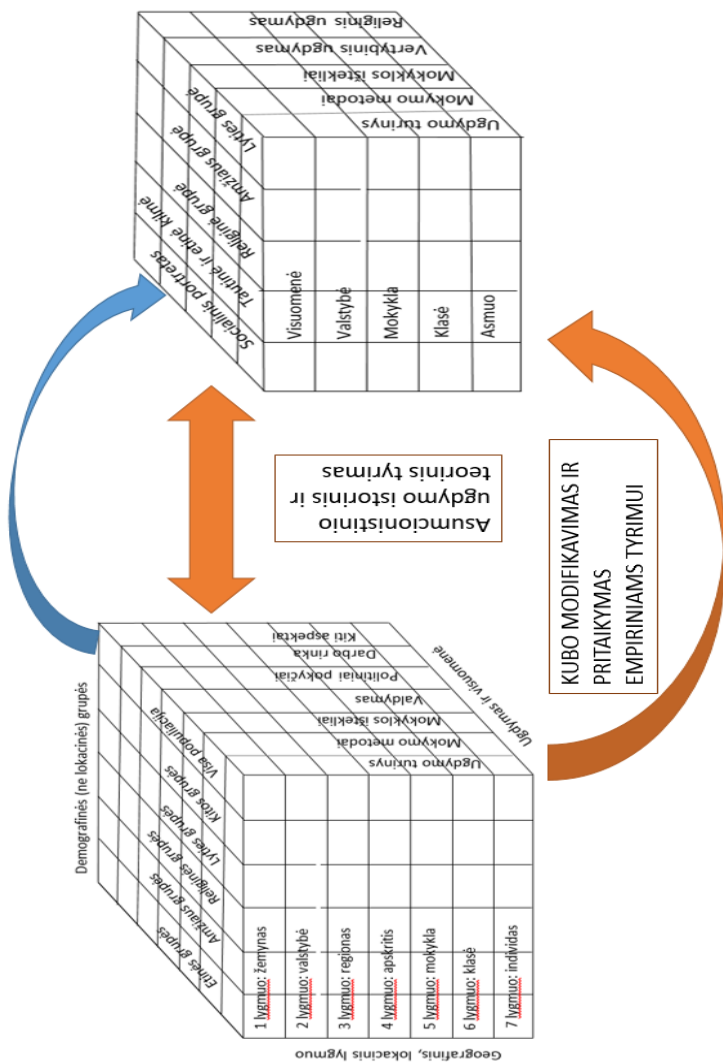 Demografinės (ne lokacinės) grupės
Etinės grupės
Amžiaus grupės
Religinės grupės
Lyties grupės
Kitos grupės
Visa populiacija
Geografinis, lokacinis lygmuo
1 lygmuo: žemynas
2 lygmuo: valstybė
3 lygmuo: regionas
4 lygmuo: apskritis
5 lygmuo: mokykla
6 lygmuo: klasė
7 lygmuo: individas
Ugdymo turinys
Mokymo metodai
Mokyklos ištekliai
Valdymas
Politiniai pokyčiai
Darbo rinka
Kiti aspektai
Ugdymas ir visuomenė
Asumcionistinio
ugdymo istorinis ir
teorinis tyrimas
KUBO MODIFIKAVIMAS IR
PRITAIKYMAS
EMPIRINIAMS TYRIMUI
Socialinis portretas
Tautinė ir etinė kilmė
Religinė grupė
Amžiaus grupė
Lyties grupė
Visuomenė
Valstybė
Mokykla
Klasė
Asmuo
Ugdymo turinys
Mokymo metodai
Mokyklos ištekliai
Vertybinis ugdymas
Religinis ugdymas